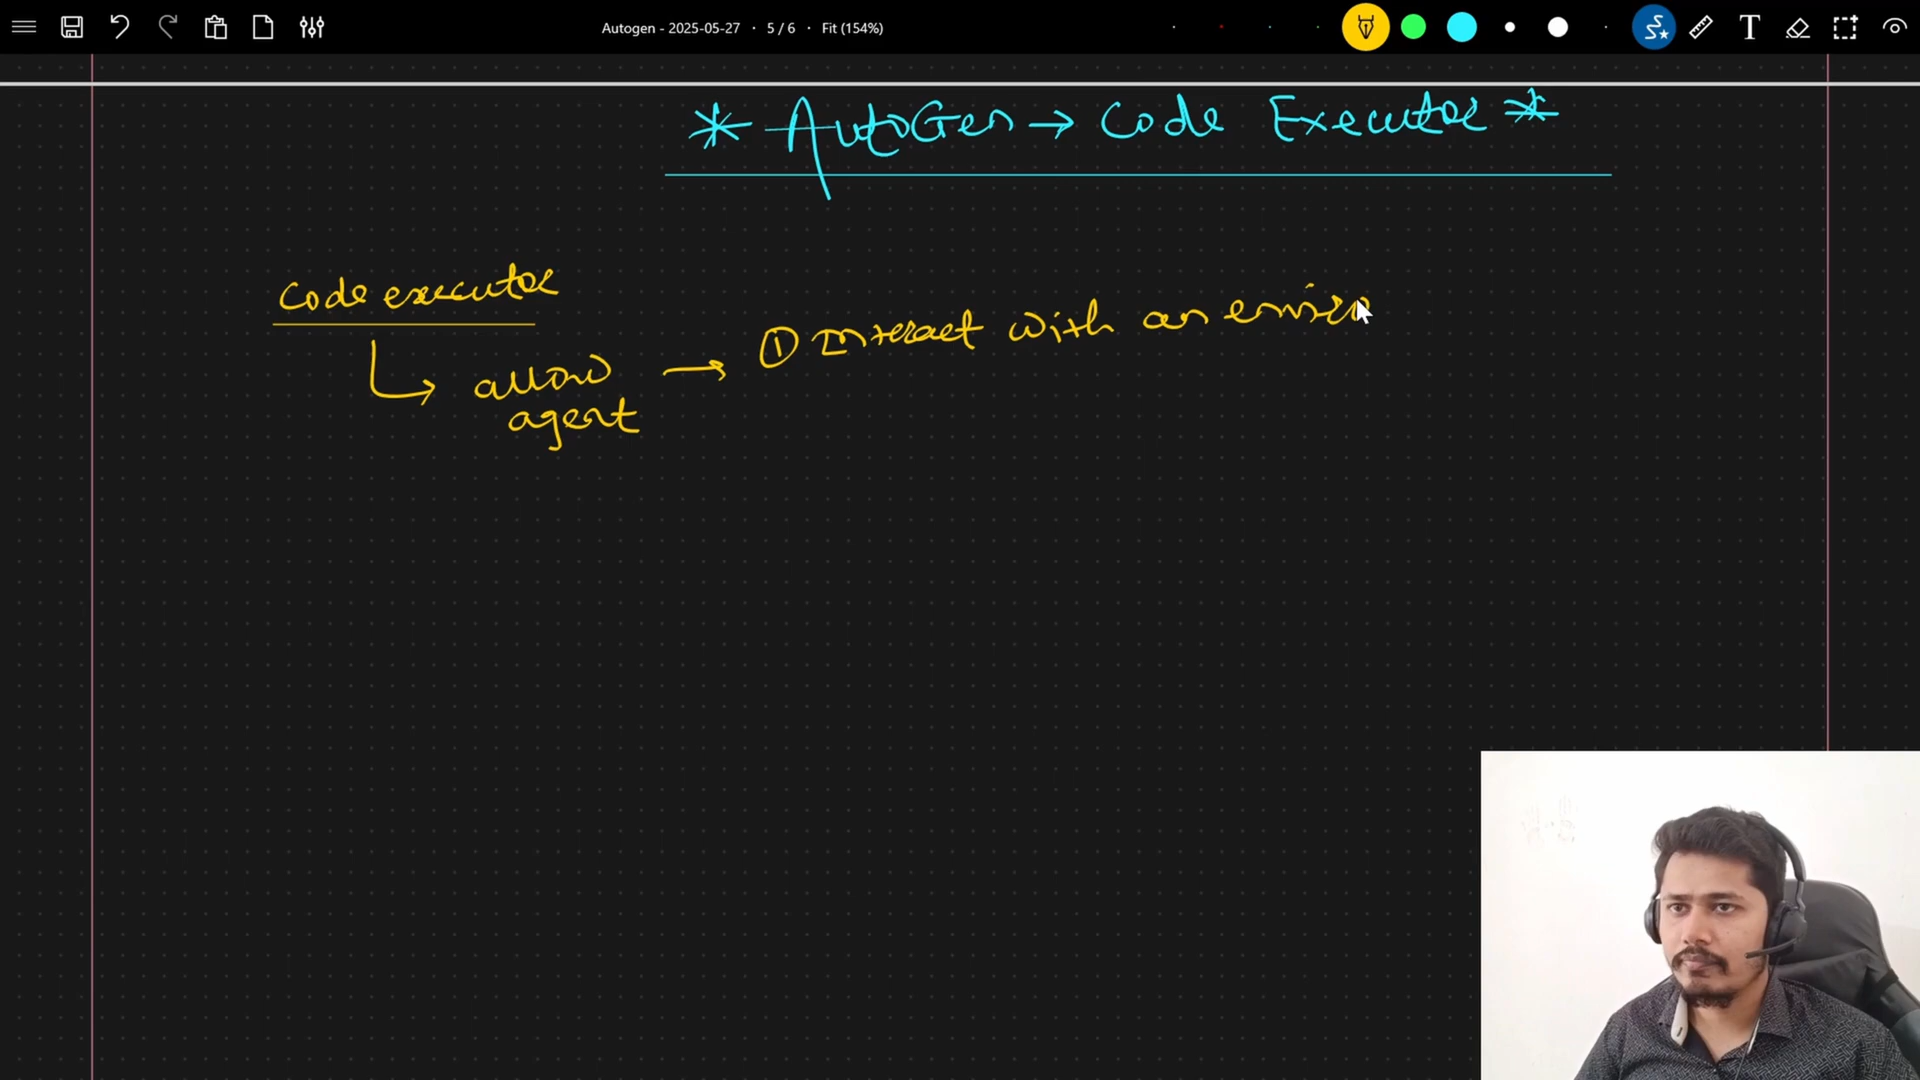 Autogen - 2025-05-27 · 5 / 6 · Fit (154%)
T
* AutoGen → Code Executor *
Code executor
allow → ① Interact with an enviro
agent